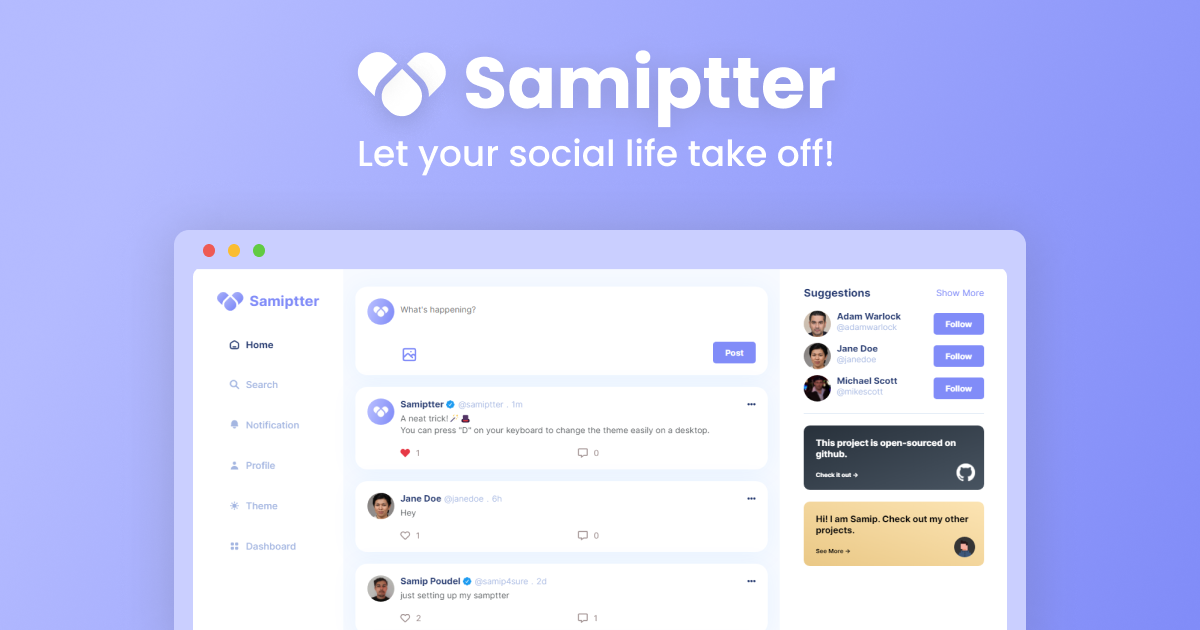 Samiptter
Let your social life take off!
Samiptter
Home
Search
Notification
Profile
Theme
Dashboard
What's happening?
Post
Samiptter @samiptter . 1m
A neat trick!🪄🎩
You can press "D" on your keyboard to change the theme easily on a desktop.
1 0
Jane Doe @janedoe . 6h
Hey
1 0
Samip Poudel @samip4sure . 2d
just setting up my samptter
2 1
Suggestions Show More
Adam Warlock
@adamwarlock
Follow
Jane Doe
@janedoe
Follow
Michael Scott
@mikescott
Follow
This project is open-sourced on
github.
Check it out →
Hi! I am Samip. Check out my other
projects.
See More →